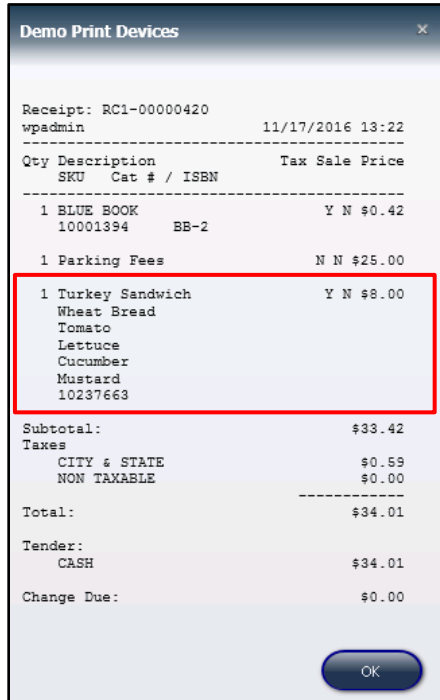 Demo Print Devices
Receipt: RC1-00000420
wpadmin 11/17/2016 13:22
Qty Description Tax Sale Price
SKU Cat # / ISBN
1 BLUE BOOK Y N $0.42
10001394 BB-2
1 Parking Fees N N $25.00
1 Turkey Sandwich Y N $8.00
Wheat Bread
Tomato
Lettuce
Cucumber
Mustard
10237663
Subtotal: $33.42
Taxes
CITY & STATE $0.59
NON TAXABLE $0.00
------------
Total: $34.01
Tender:
CASH $34.01
Change Due: $0.00
OK